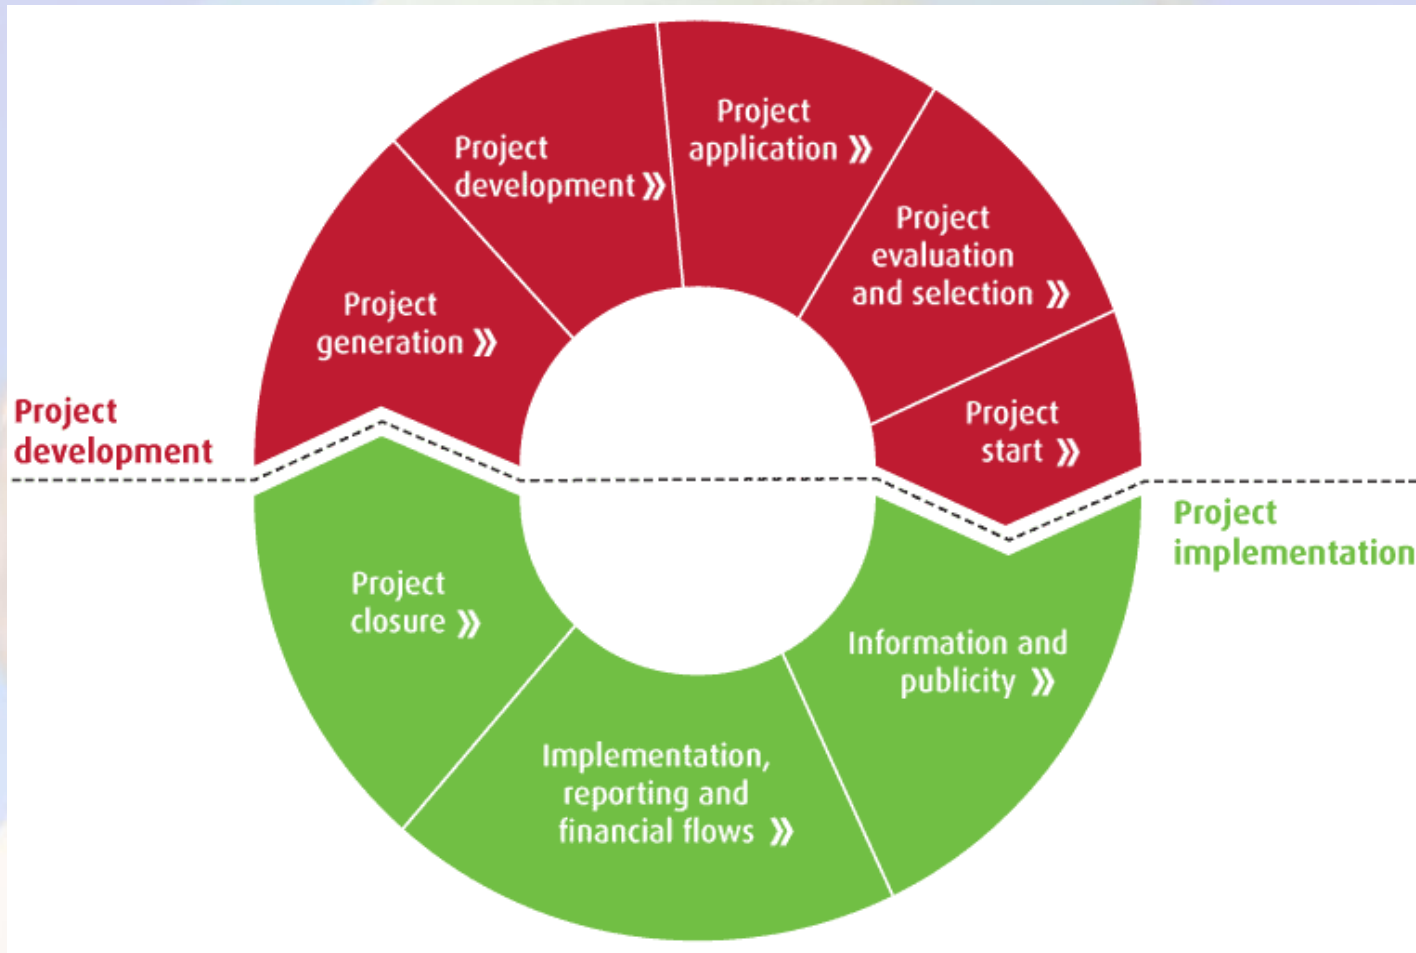 Project
application »
Project
development »
Project
evaluation
and selection »
Project
generation »
Project
start »
Project
development
Project
implementation
Project
closure »
Information and
publicity »
Implementation,
reporting and
financial flows »